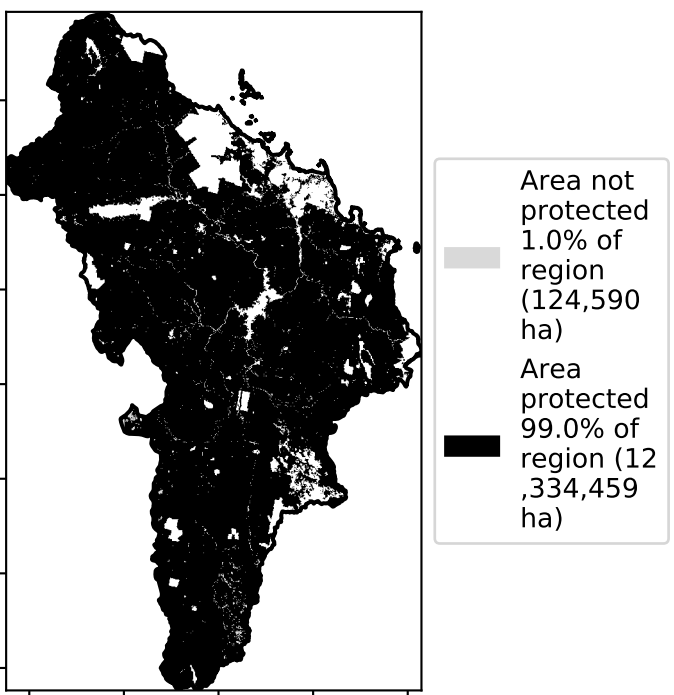 Area not
protected
1.0% of
region
(124,590
ha)
Area
protected
99.0% of
region (12
,334,459
ha)